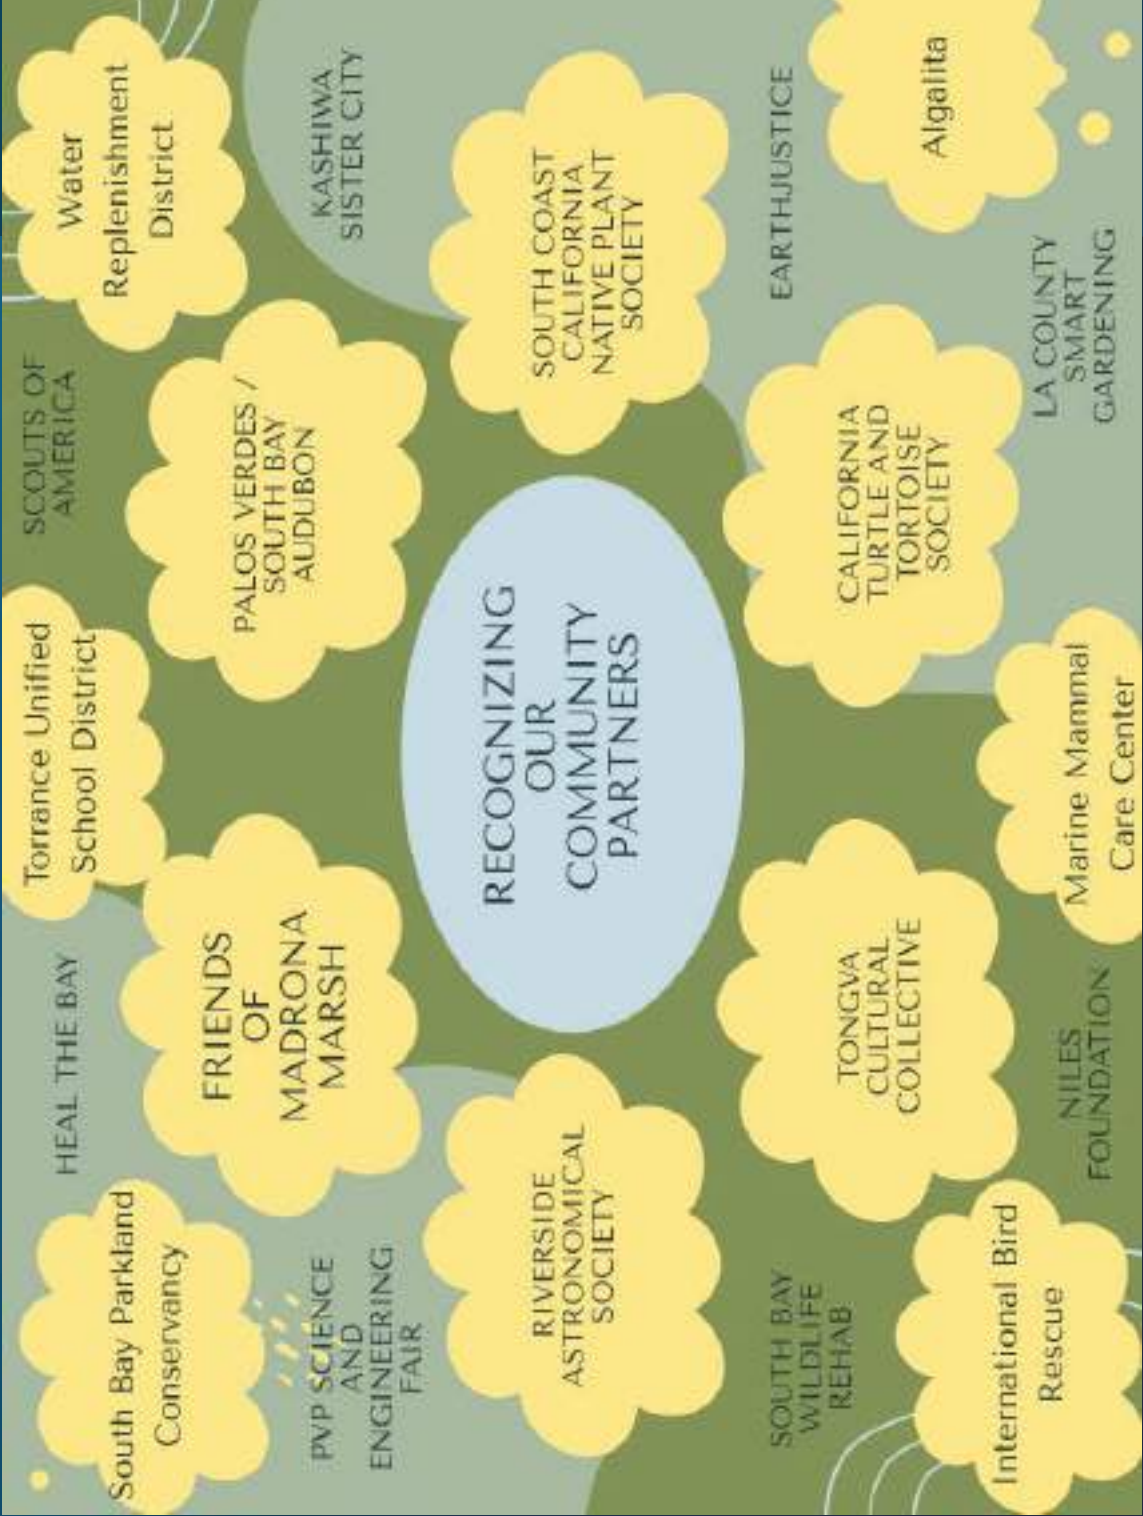 South Bay Parkland
Conservancy
HEAL THE BAY
Torrance Unified
School District
SCOUTS OF
AMERICA
Water
Replenishment
District
FRIENDS
OF
MADRONA
MARSH
PALOS VERDES /
SOUTH BAY
AUDUBON
PVP SCIENCE
AND
ENGINEERING
FAIR
KASHIWA
SISTER CITY
RIVERSIDE
ASTRONOMICAL
SOCIETY
RECOGNIZING
OUR
COMMUNITY
PARTNERS
SOUTH COAST
CALIFORNIA
NATIVE PLANT
SOCIETY
SOUTH BAY
WILDLIFE
REHAB
TONGVA
CULTURAL
COLLECTIVE
CALIFORNIA
TURTLE AND
TORTOISE
SOCIETY
EARTHJUSTICE
Algalita
International Bird
Rescue
NILES
FOUNDATION
Marine Mammal
Care Center
LA COUNTY
SMART
GARDENING